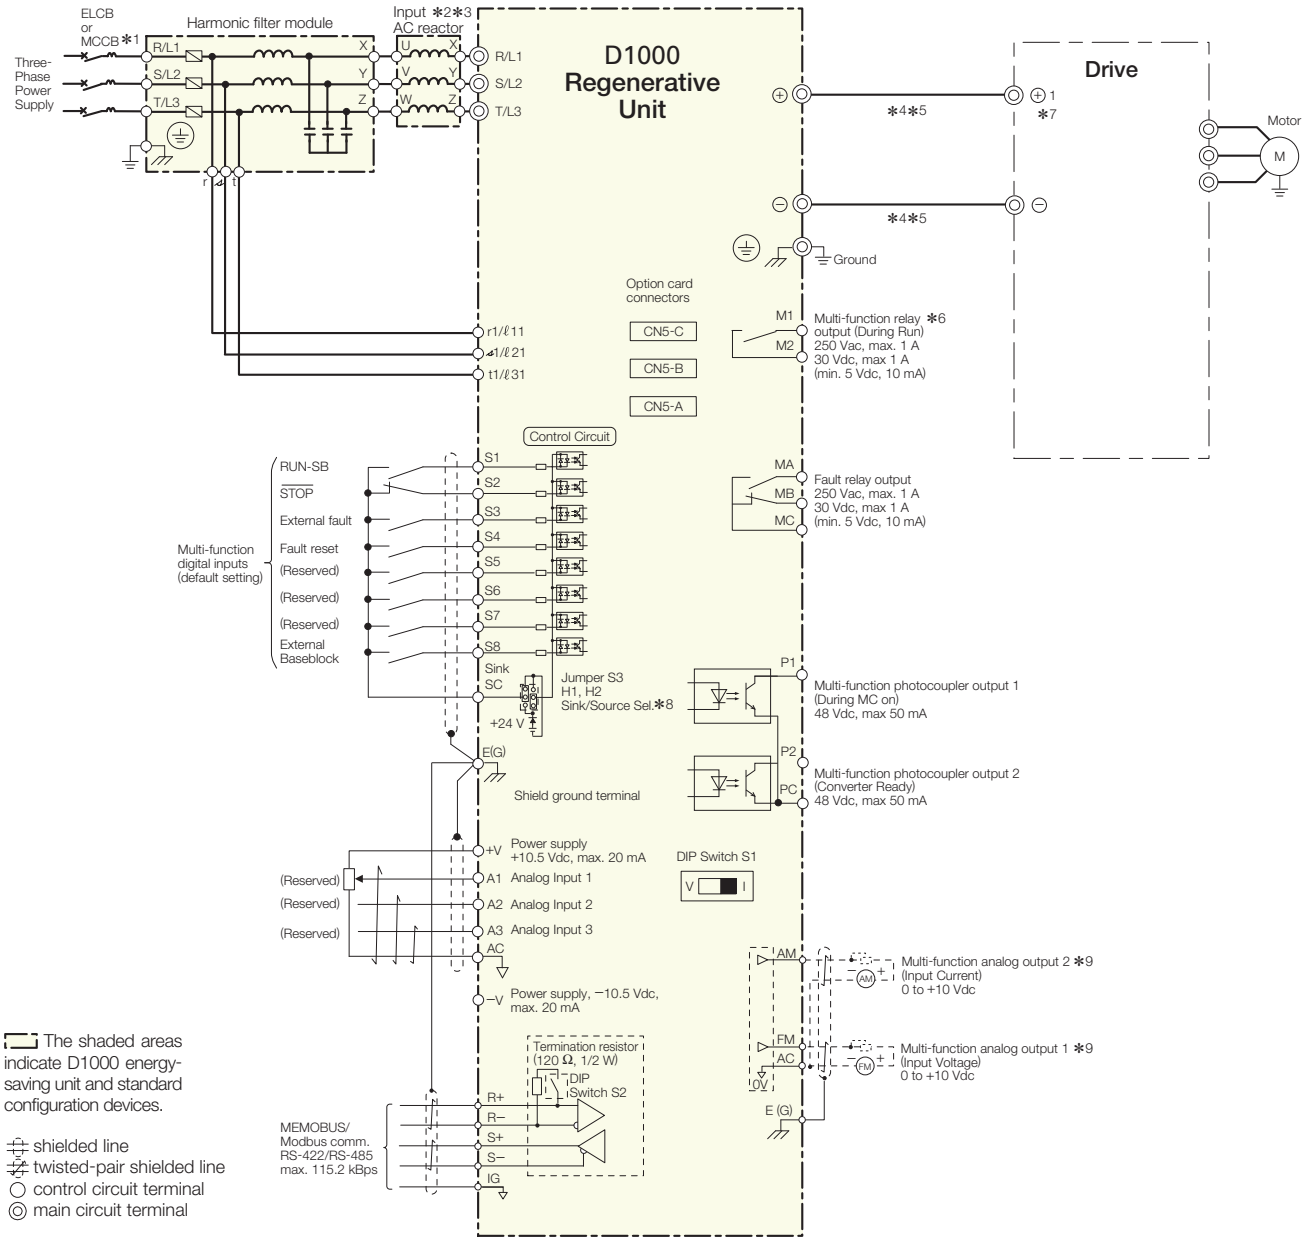 ELCB
or
MCCB *1
Harmonic filter module
Input *2*3
AC reactor
Three-
Phase
Power
Supply
R/L1
S/L2
T/L3
X
Y
Z
U
V
W
X
Y
Z
R/L1
S/L2
T/L3
r
t
D1000
Regenerative
Unit
+
*4*5
+ 1
*7
Drive
Motor
M
−
*4*5
−
Ground
Option card
connectors
CN5-C
CN5-B
CN5-A
r1/ℓ11
𝓈1/ℓ21
t1/ℓ31
M1
M2
Multi-function relay *6
output (During Run)
250 Vac, max. 1 A
30 Vdc, max 1 A
(min. 5 Vdc, 10 mA)
Control Circuit
Multi-function
digital inputs
(default setting)
RUN-SB
STOP
External fault
Fault reset
(Reserved)
(Reserved)
(Reserved)
External
Baseblock
S1
S2
S3
S4
S5
S6
S7
S8
Sink
SC
+24 V
Jumper S3
H1, H2
Sink/Source Sel.*8
MA
MB
MC
Fault relay output
250 Vac, max. 1 A
30 Vdc, max 1 A
(min. 5 Vdc, 10 mA)
P1
Multi-function photocoupler output 1
(During MC on)
48 Vdc, max 50 mA
P2
PC
Multi-function photocoupler output 2
(Converter Ready)
48 Vdc, max 50 mA
E(G)
Shield ground terminal
+V Power supply
+10.5 Vdc, max. 20 mA
(Reserved)
A1 Analog Input 1
(Reserved)
A2 Analog Input 2
(Reserved)
A3 Analog Input 3
AC
−V Power supply, −10.5 Vdc,
max. 20 mA
DIP Switch S1
V I
AM
AM
− +
Multi-function analog output 2 *9
(Input Current)
0 to +10 Vdc
FM
AC
0V
FM
− +
Multi-function analog output 1 *9
(Input Voltage)
0 to +10 Vdc
E (G)
Termination resistor
(120 Ω, 1/2 W)
DIP
Switch S2
MEMOBUS/
Modbus comm.
RS-422/RS-485
max. 115.2 kBps
R+
R−
S+
S−
IG
The shaded areas
indicate D1000 energy-
saving unit and standard
configuration devices.
shielded line
twisted-pair shielded line
control circuit terminal
main circuit terminal